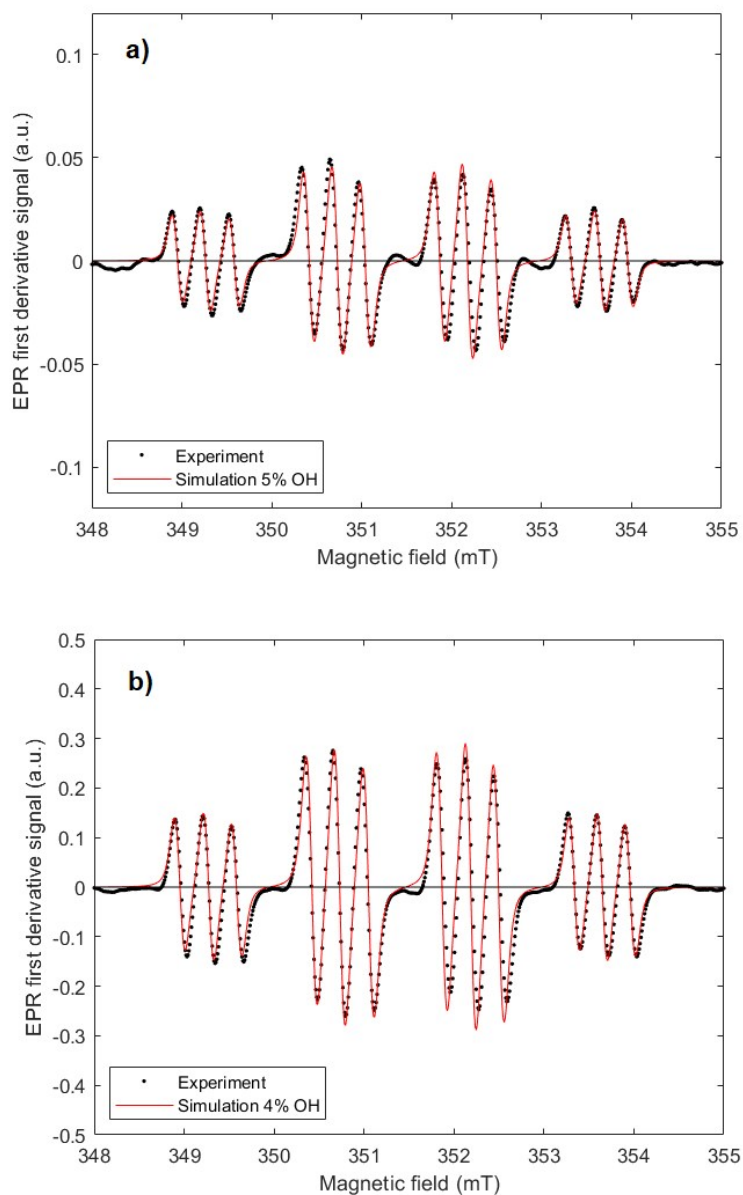 a)
0.1
0.05
0
-0.05
-0.1
EPR first derivative signal (a.u.)
Experiment
Simulation 5% OH
348 349 350 351 352 353 354 355
Magnetic field (mT)
b)
0.5
0.4
0.3
0.2
0.1
0
-0.1
-0.2
-0.3
-0.4
-0.5
EPR first derivative signal (a.u.)
Experiment
Simulation 4% OH
348 349 350 351 352 353 354 355
Magnetic field (mT)